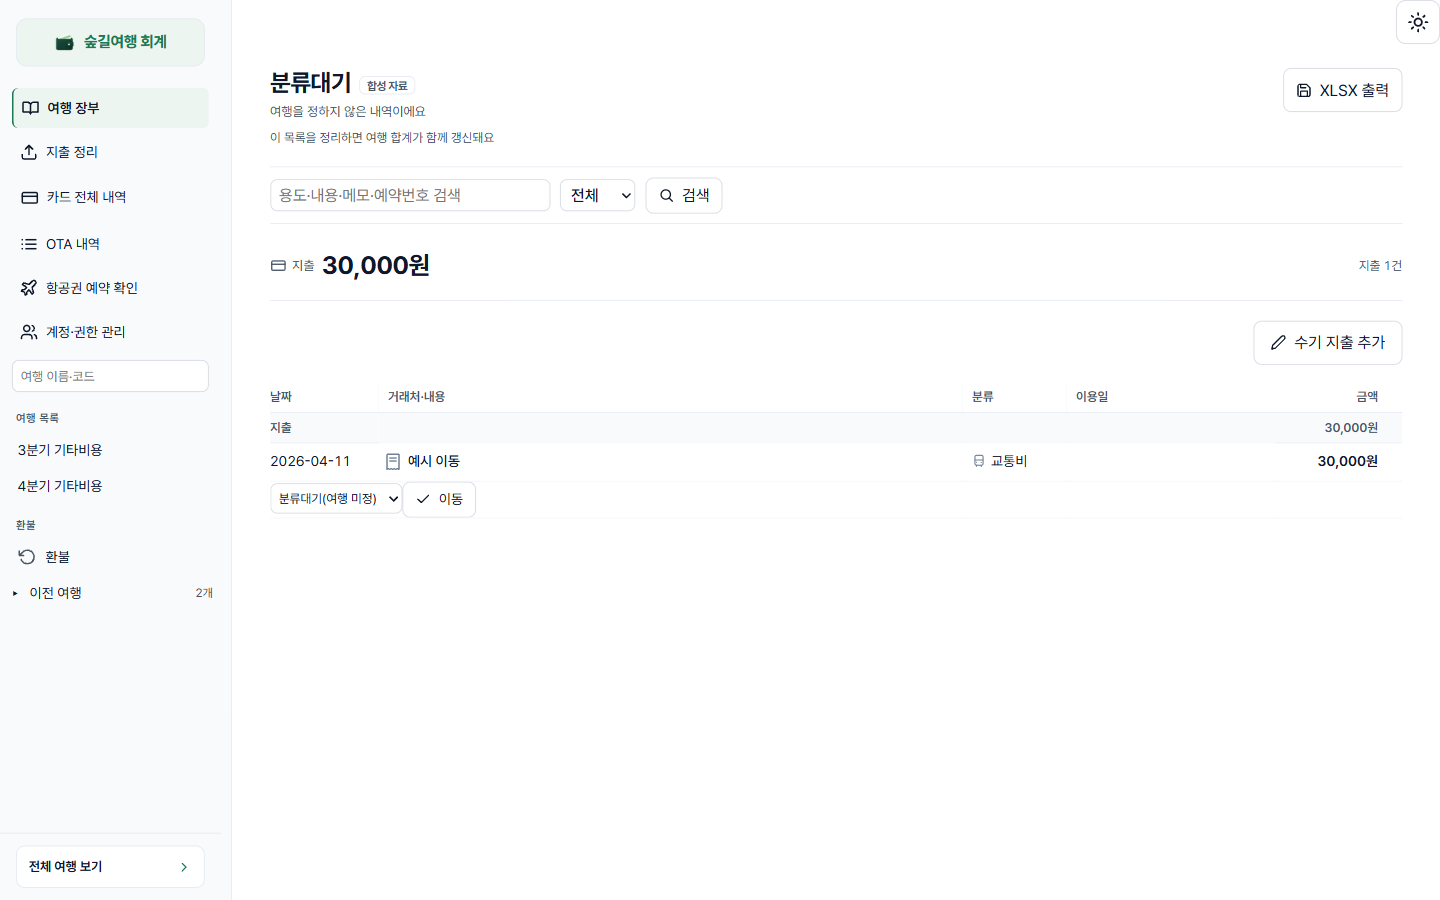 숲길여행 회계
여행 장부
지출 정리
카드 전체 내역
OTA 내역
항공권 예약 확인
계정·권한 관리
여행 이름·코드
여행 목록
3분기 기타비용
4분기 기타비용
환불
환불
이전 여행 2개
전체 여행 보기
분류대기 합성 자료
여행을 정하지 않은 내역이에요
이 목록을 정리하면 여행 합계가 함께 갱신돼요
XLSX 출력
용도·내용·메모·예약번호 검색 전체 검색
지출 30,000원 지출 1건
수기 지출 추가
날짜 거래처·내용 분류 이용일 금액
지출 30,000원
2026-04-11 예시 이동 교통비 30,000원
분류대기(여행 미정) 이동